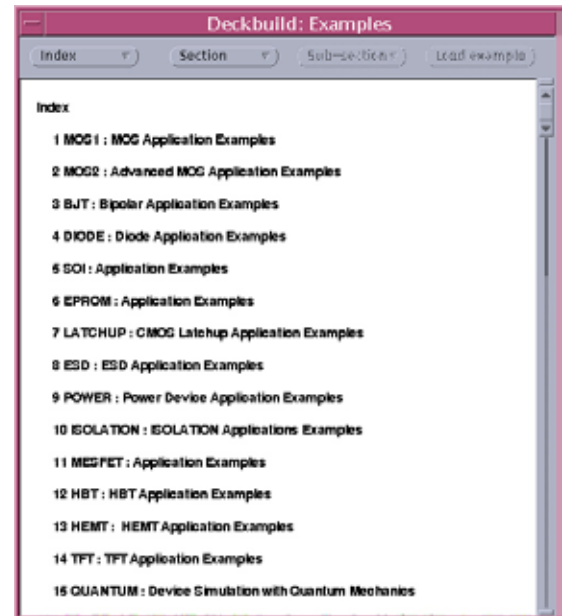 Deckbuild: Examples
Index Section Sub-section Load example
Index
1 MOS1 : MOS Application Examples
2 MOS2 : Advanced MOS Application Examples
3 BJT : Bipolar Application Examples
4 DIODE : Diode Application Examples
5 SOI : Application Examples
6 EPROM : Application Examples
7 LATCHUP : CMOS Latchup Application Examples
8 ESD : ESD Application Examples
9 POWER : Power Device Application Examples
10 ISOLATION : ISOLATION Applications Examples
11 MESFET : Application Examples
12 HBT : HBT Application Examples
13 HEMT : HEMT Application Examples
14 TFT : TFT Application Examples
15 QUANTUM : Device Simulation with Quantum Mechanics